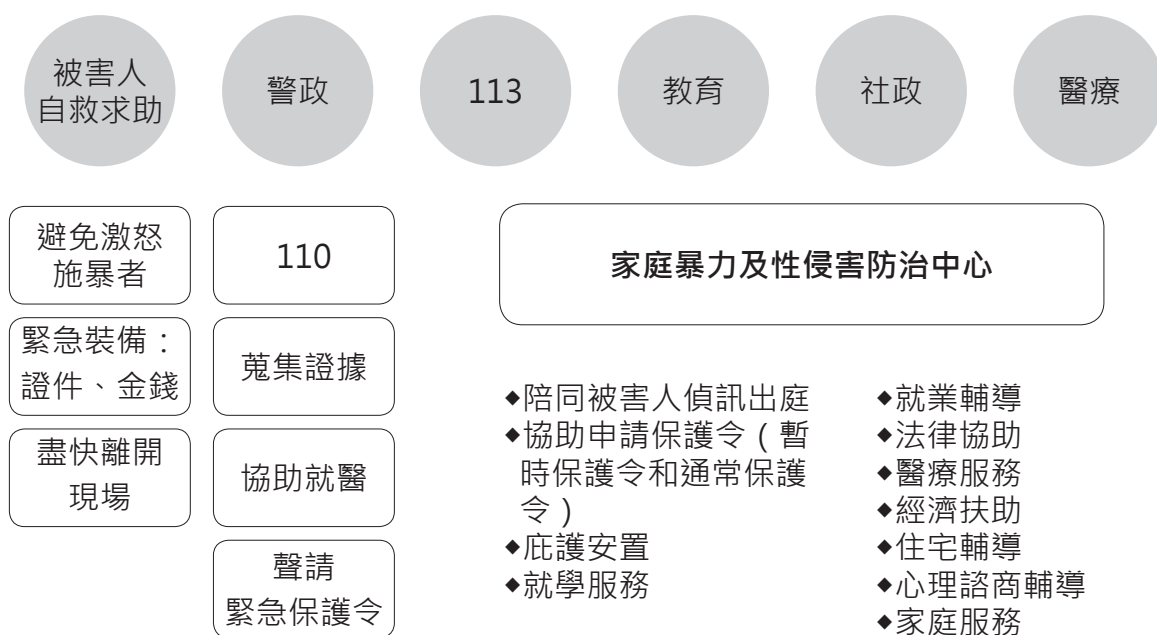 被害人
自救求助
警政
113
教育
社政
醫療
避免激怒
施暴者
緊急裝備：
證件、金錢
盡快離開
現場
110
蒐集證據
協助就醫
聲請
緊急保護令
家庭暴力及性侵害防治中心
◆陪同被害人偵訊出庭
◆協助申請保護令（暫
時保護令和通常保護
令）
◆庇護安置
◆就學服務
◆就業輔導
◆法律協助
◆醫療服務
◆經濟扶助
◆住宅輔導
◆心理諮商輔導
◆家庭服務